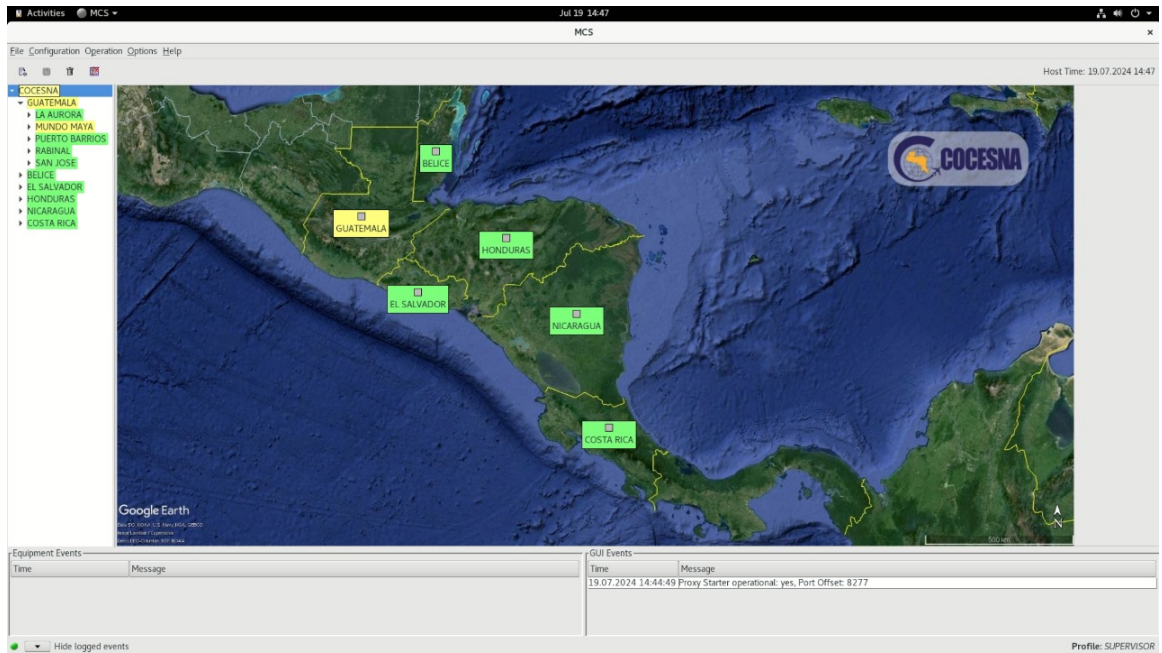 Activities MCS Jul 19 14:47
MCS ×
File Configuration Operation Options Help
Host Time: 19.07.2024 14:47
COCESNA
GUATEMALA
LA AURORA
MUNDO MAYA
PUERTO BARRIOS
RABINAL
SAN JOSE
BELICE
EL SALVADOR
HONDURAS
NICARAGUA
COSTA RICA
COCESNA
BELICE
GUATEMALA
HONDURAS
EL SALVADOR
NICARAGUA
COSTA RICA
Google Earth
N
500 km
Equipment Events
Time Message
GUI Events
Time Message
19.07.2024 14:44:49 Proxy Starter operational: yes, Port Offset: 8277
Hide logged events
Profile: SUPERVISOR